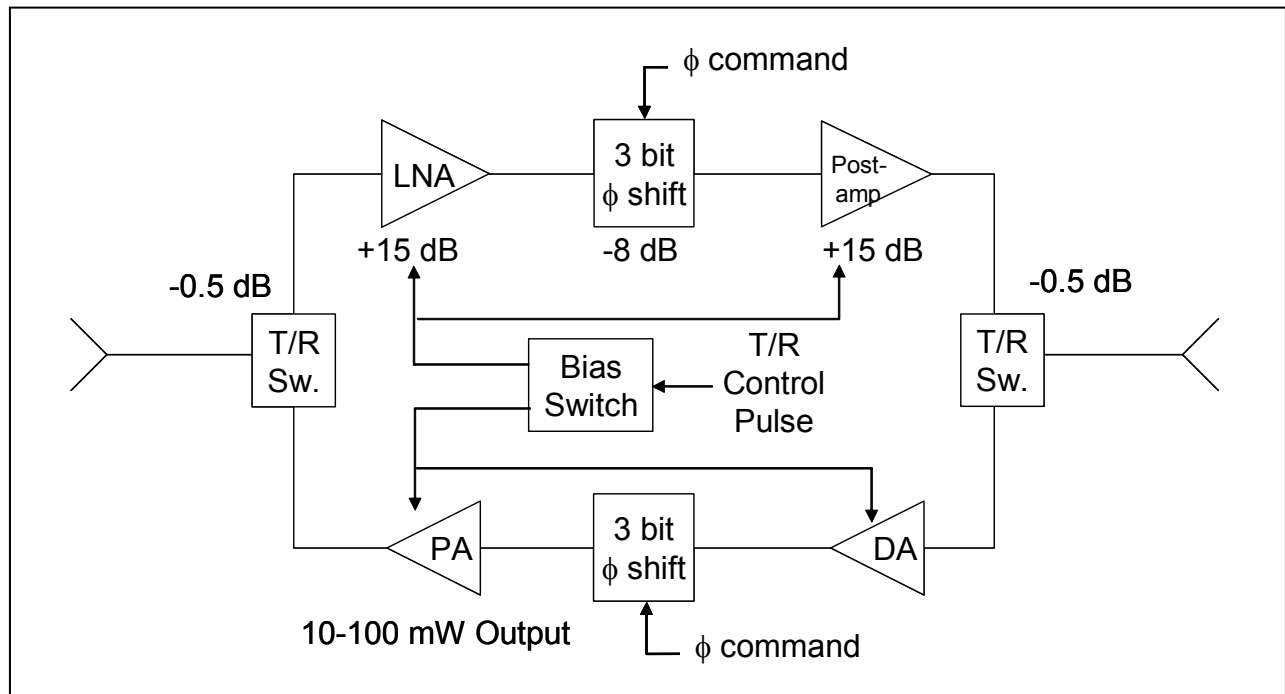 ϕ command
LNA
3 bit
ϕ shift
Post-
amp
+15 dB
-8 dB
+15 dB
-0.5 dB
-0.5 dB
T/R
Sw.
Bias
Switch
T/R
Control
Pulse
T/R
Sw.
PA
3 bit
ϕ shift
DA
10-100 mW Output
ϕ command